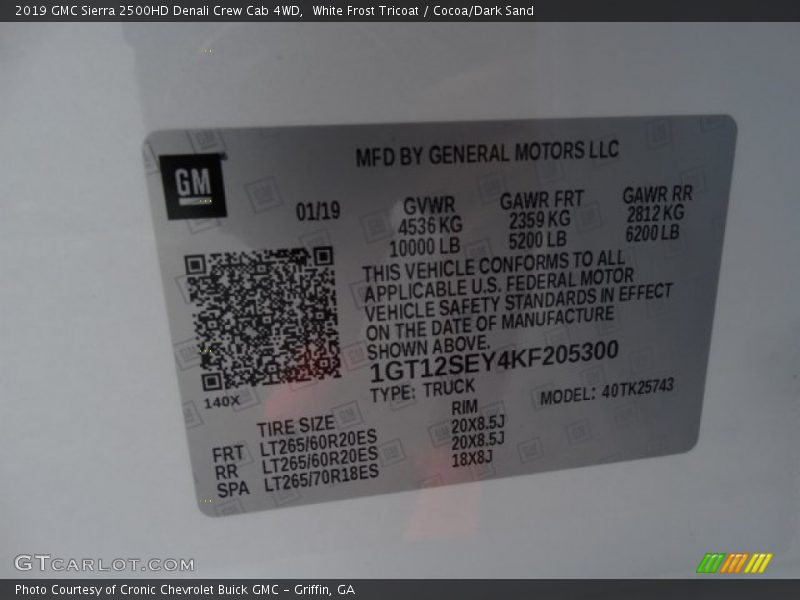 2019 GMC Sierra 2500HD Denali Crew Cab 4WD, White Frost Tricoat / Cocoa/Dark Sand
MFD BY GENERAL MOTORS LLC
GM
01/19
GVWR GAWR FRT GAWR RR
4536 KG 2359 KG 2812 KG
10000 LB 5200 LB 6200 LB
THIS VEHICLE CONFORMS TO ALL
APPLICABLE U.S. FEDERAL MOTOR
VEHICLE SAFETY STANDARDS IN EFFECT
ON THE DATE OF MANUFACTURE
SHOWN ABOVE.
1GT12SEY4KF205300
140X
TYPE: TRUCK MODEL: 40TK25743
TIRE SIZE RIM
FRT LT265/60R20ES 20X8.5J
RR LT265/60R20ES 20X8.5J
SPA LT265/70R18ES 18X8J
GTCARLOT.COM
Photo Courtesy of Cronic Chevrolet Buick GMC – Griffin, GA